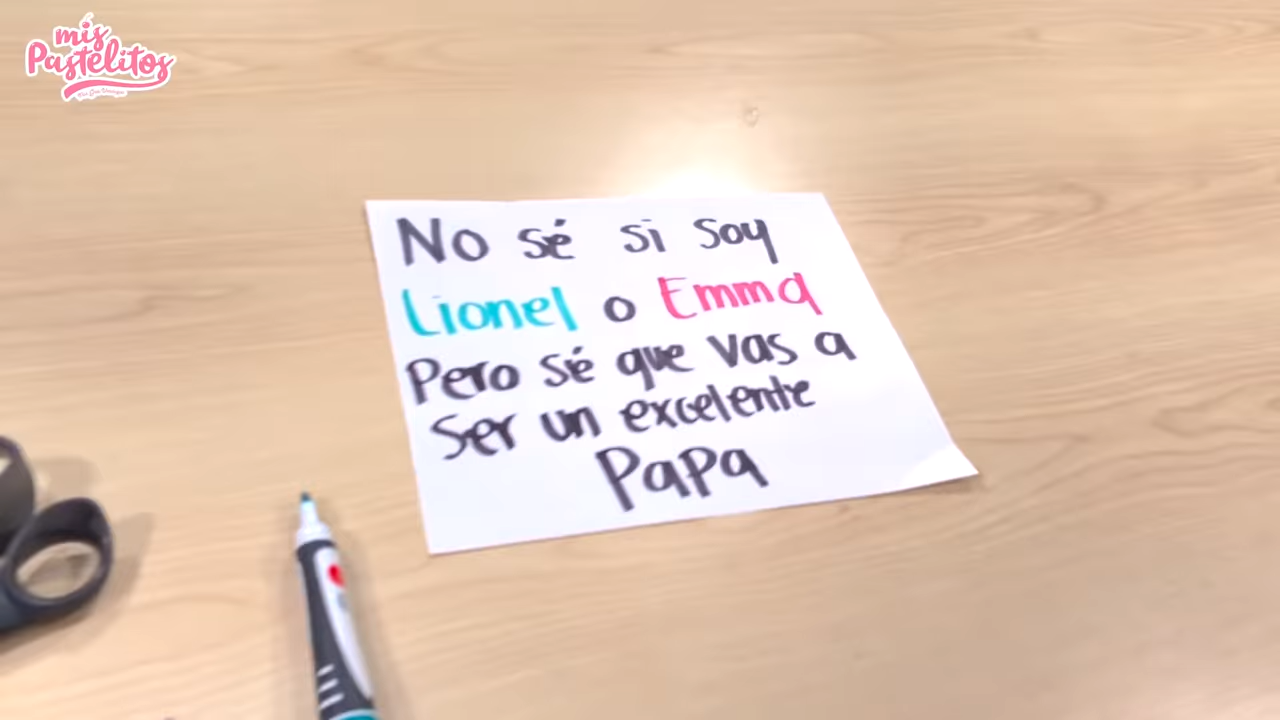 mis
Pastelitos
No sé si soy
Lionel o Emma
Pero sé que vas a
ser un excelente
Papa